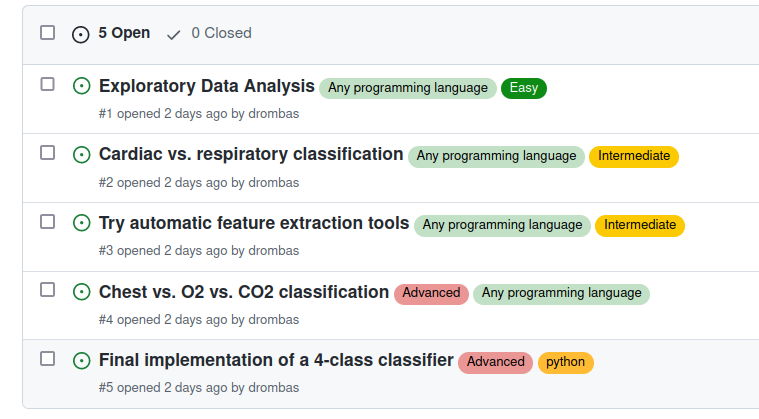 5 Open 0 Closed
Exploratory Data Analysis Any programming language Easy
#1 opened 2 days ago by drombas
Cardiac vs. respiratory classification Any programming language Intermediate
#2 opened 2 days ago by drombas
Try automatic feature extraction tools Any programming language Intermediate
#3 opened 2 days ago by drombas
Chest vs. O2 vs. CO2 classification Advanced Any programming language
#4 opened 2 days ago by drombas
Final implementation of a 4-class classifier Advanced python
#5 opened 2 days ago by drombas